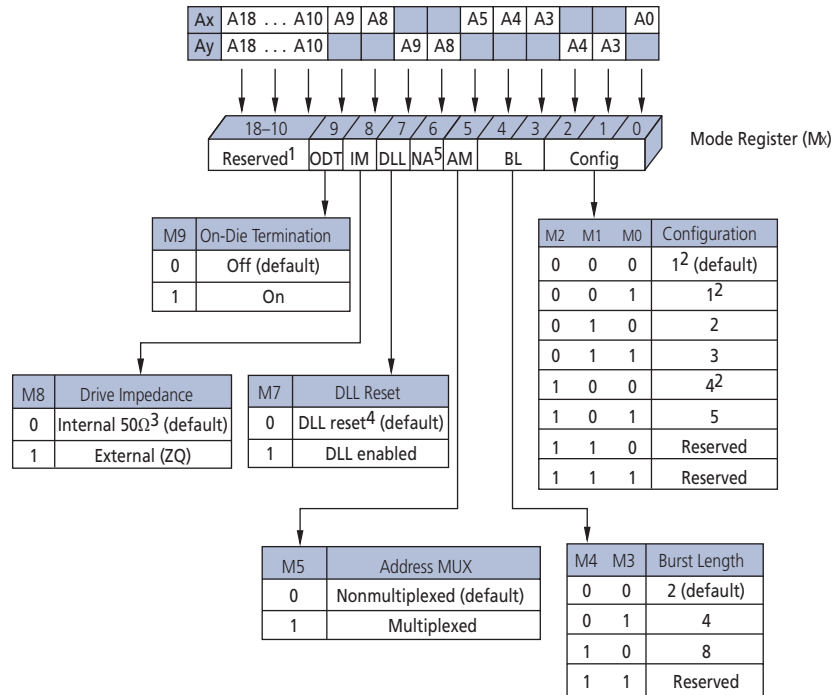 Ax A18 . . . A10 A9 A8 A5 A4 A3 A0
Ay A18 . . . A10 A9 A8 A4 A3
18–10 9 8 7 6 5 4 3 2 1 0
Mode Register (Mx)
Reserved1 ODT IM DLL NA5 AM BL Config
M9 On-Die Termination
0 Off (default)
1 On
M2 M1 M0 Configuration
0 0 0 12 (default)
0 0 1 12
0 1 0 2
0 1 1 3
1 0 0 42
1 0 1 5
1 1 0 Reserved
1 1 1 Reserved
M8 Drive Impedance
0 Internal 50Ω3 (default)
1 External (ZQ)
M7 DLL Reset
0 DLL reset4 (default)
1 DLL enabled
M5 Address MUX
0 Nonmultiplexed (default)
1 Multiplexed
M4 M3 Burst Length
0 0 2 (default)
0 1 4
1 0 8
1 1 Reserved